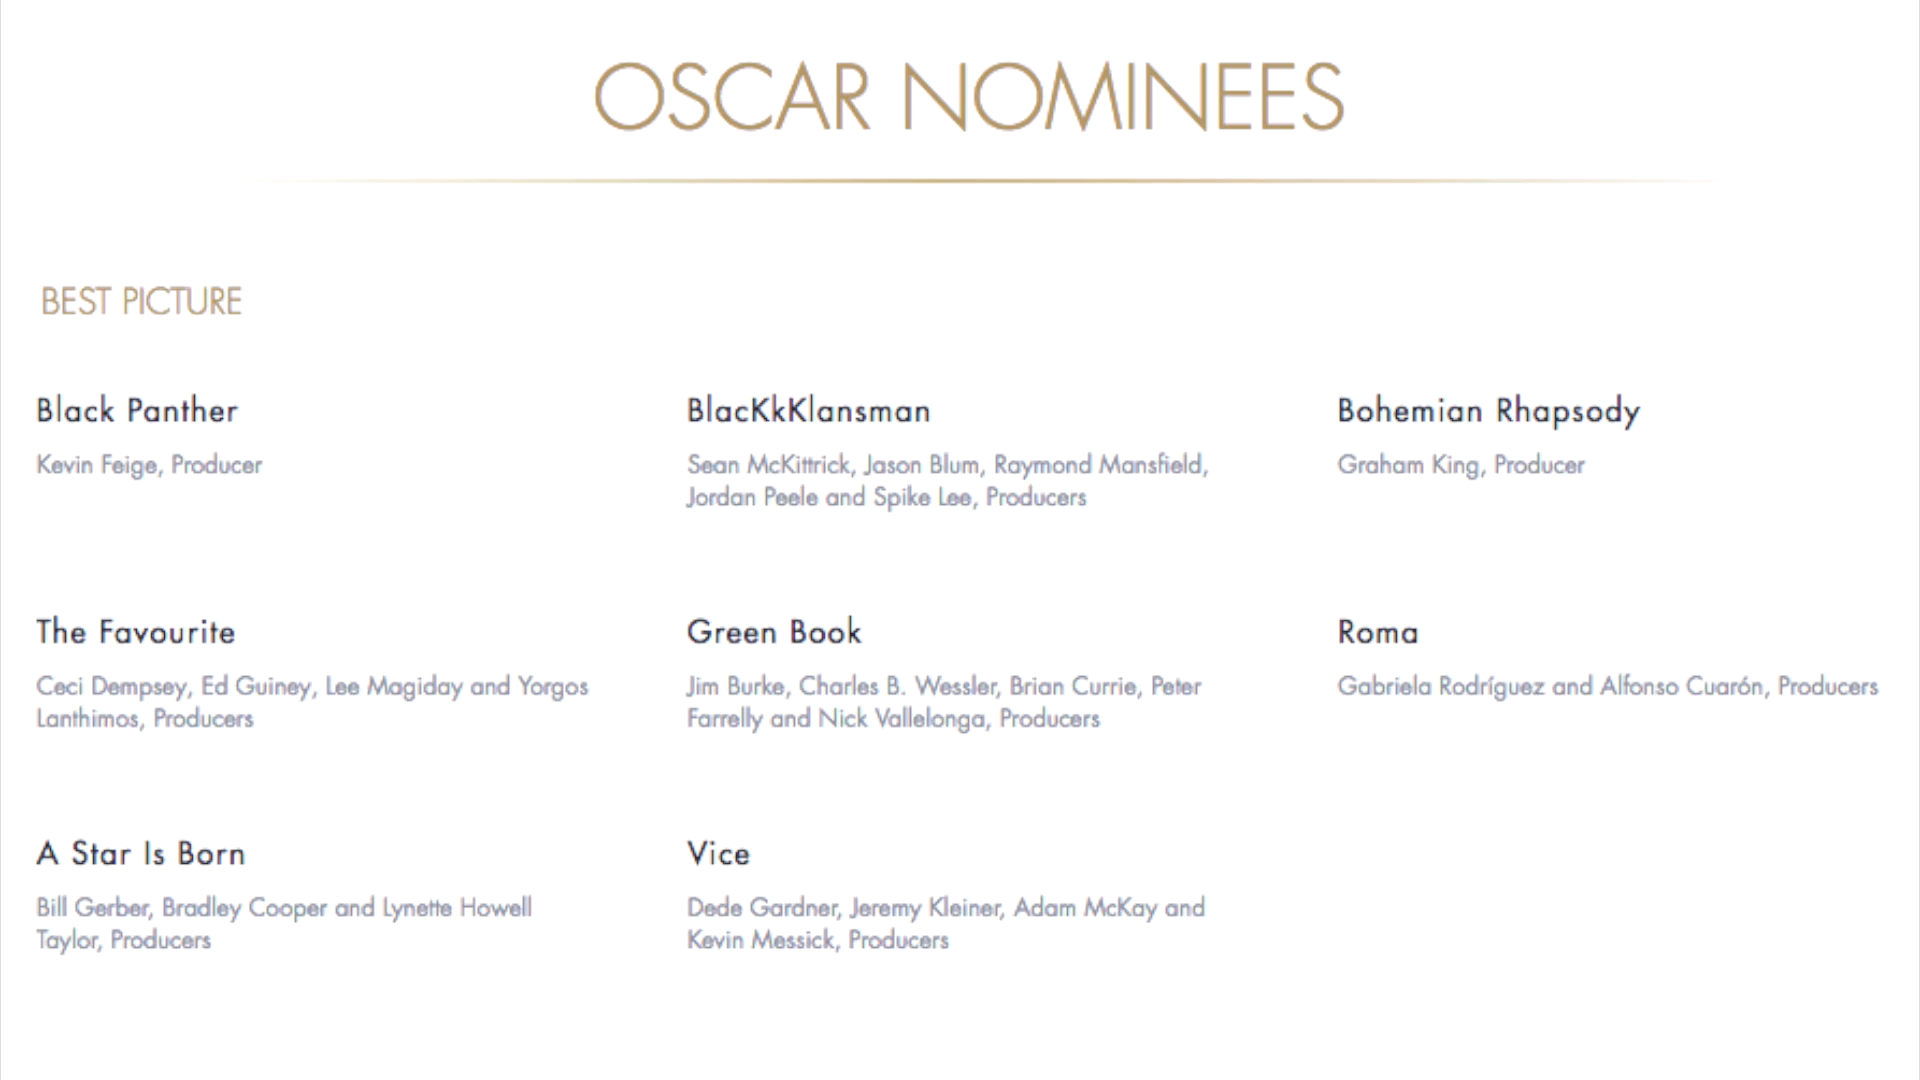 OSCAR NOMINEES
BEST PICTURE
Black Panther
Kevin Feige, Producer
BlacKkKlansman
Sean McKittrick, Jason Blum, Raymond Mansfield,
Jordan Peele and Spike Lee, Producers
Bohemian Rhapsody
Graham King, Producer
The Favourite
Ceci Dempsey, Ed Guiney, Lee Magiday and Yorgos
Lanthimos, Producers
Green Book
Jim Burke, Charles B. Wessler, Brian Currie, Peter
Farrelly and Nick Vallelonga, Producers
Roma
Gabriela Rodríguez and Alfonso Cuarón, Producers
A Star Is Born
Bill Gerber, Bradley Cooper and Lynette Howell
Taylor, Producers
Vice
Dede Gardner, Jeremy Kleiner, Adam McKay and
Kevin Messick, Producers